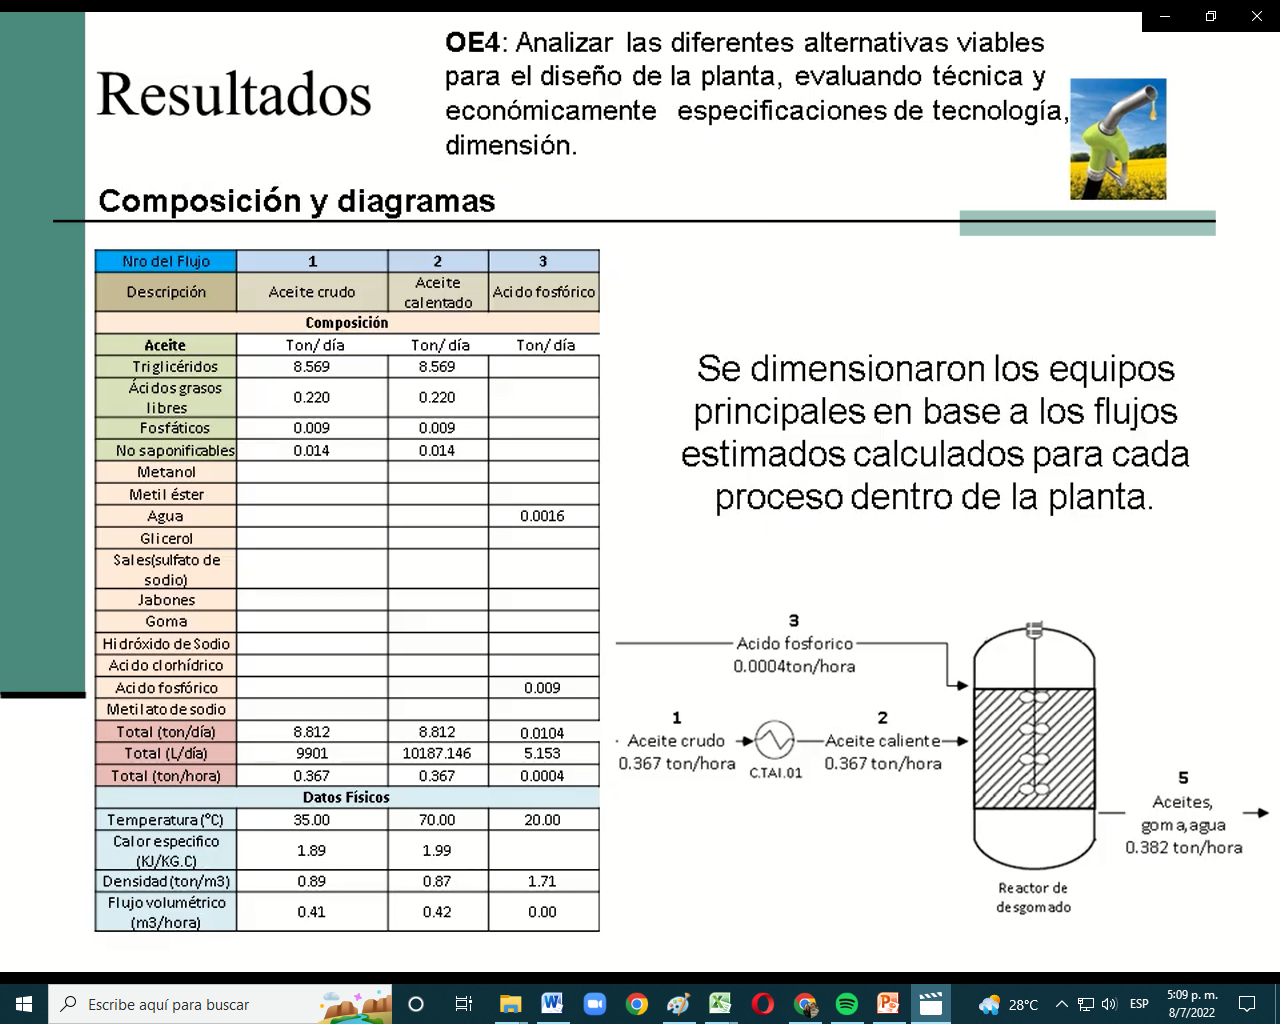 Resultados
OE4: Analizar las diferentes alternativas viables
para el diseño de la planta, evaluando técnica y
económicamente especificaciones de tecnología,
dimensión.
Composición y diagramas
Nro del Flujo 1 2 3
Descripción Aceite crudo Aceite calentado Acido fosfórico
Composición
Aceite Ton/ día Ton/ día Ton/ día
Triglicéridos 8.569 8.569
Ácidos grasos libres 0.220 0.220
Fosfáticos 0.009 0.009
No saponificables 0.014 0.014
Metanol
Metil éster
Agua 0.0016
Glicerol
Sales(sulfato de sodio)
Jabones
Goma
Hidróxido de Sodio
Acido clorhídrico
Acido fosfórico 0.009
Metilato de sodio
Total (ton/día) 8.812 8.812 0.0104
Total (L/día) 9901 10187.146 5.153
Total (ton/hora) 0.367 0.367 0.0004
Datos Físicos
Temperatura (°C) 35.00 70.00 20.00
Calor especifico (KJ/KG.C) 1.89 1.99
Densidad (ton/m3) 0.89 0.87 1.71
Flujo volumétrico (m3/hora) 0.41 0.42 0.00
Se dimensionaron los equipos
principales en base a los flujos
estimados calculados para cada
proceso dentro de la planta.
3
Acido fosforico
0.0004ton/hora
1
Aceite crudo
0.367 ton/hora
C.TAI.01
2
Aceite caliente
0.367 ton/hora
5
Aceites,
goma,agua
0.382 ton/hora
Reactor de
desgomado
Escribe aquí para buscar
28°C
ESP
5:09 p. m.
8/7/2022